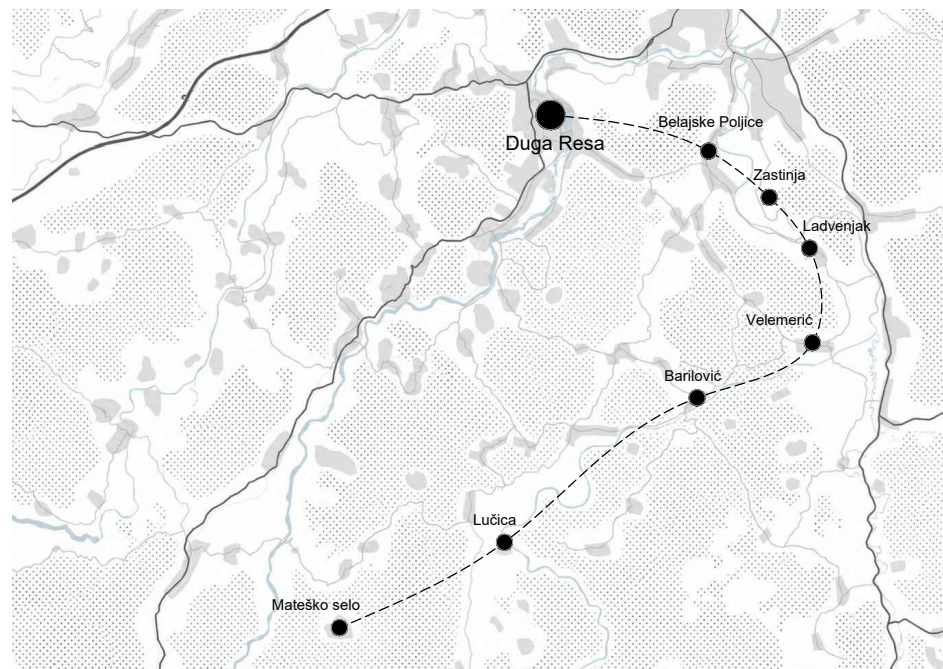 Belajske Poljice
Duga Resa
Zastinja
Ladvenjak
Velemerić
Barilović
Lučica
Mateško selo